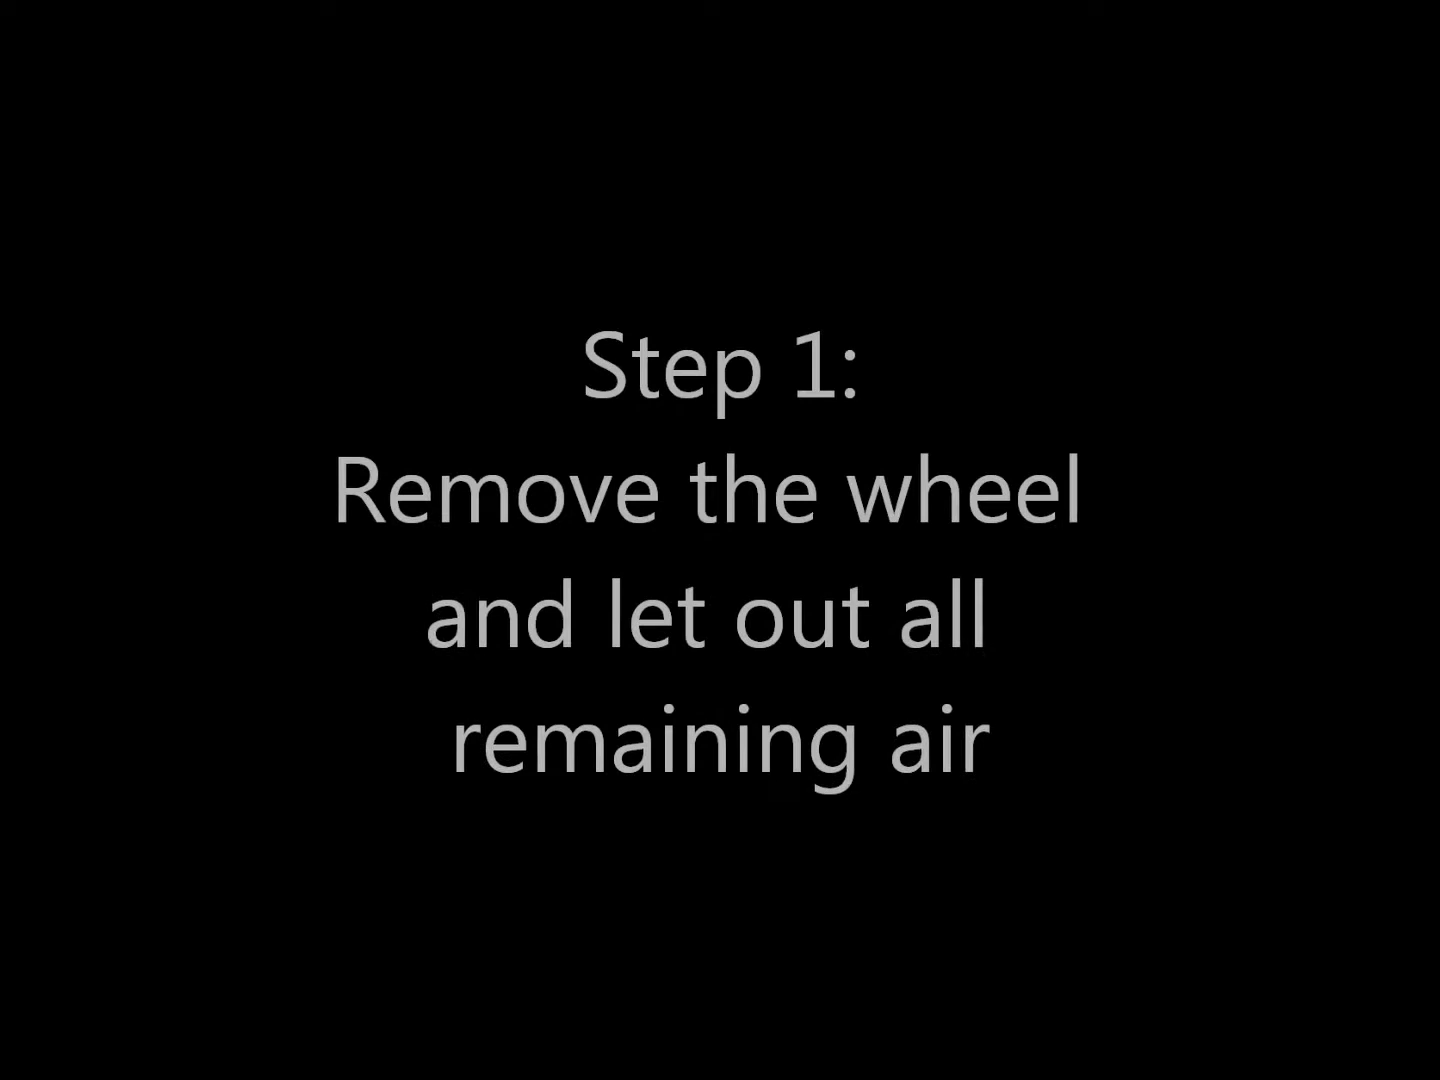 Step 1:
Remove the wheel
and let out all
remaining air